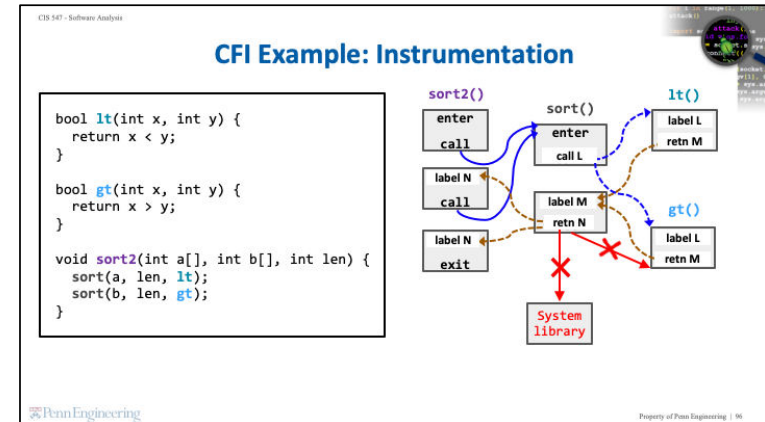 CIS 547 - Software Analysis
CFI Example: Instrumentation
bool lt(int x, int y) {
return x < y;
}
bool gt(int x, int y) {
return x > y;
}
void sort2(int a[], int b[], int len) {
sort(a, len, lt);
sort(b, len, gt);
}
sort2()
enter
call
label N
call
label N
exit
sort()
enter
call L
label M
retn N
lt()
label L
retn M
gt()
label L
retn M
System
library
Penn Engineering
Property of Penn Engineering | 96